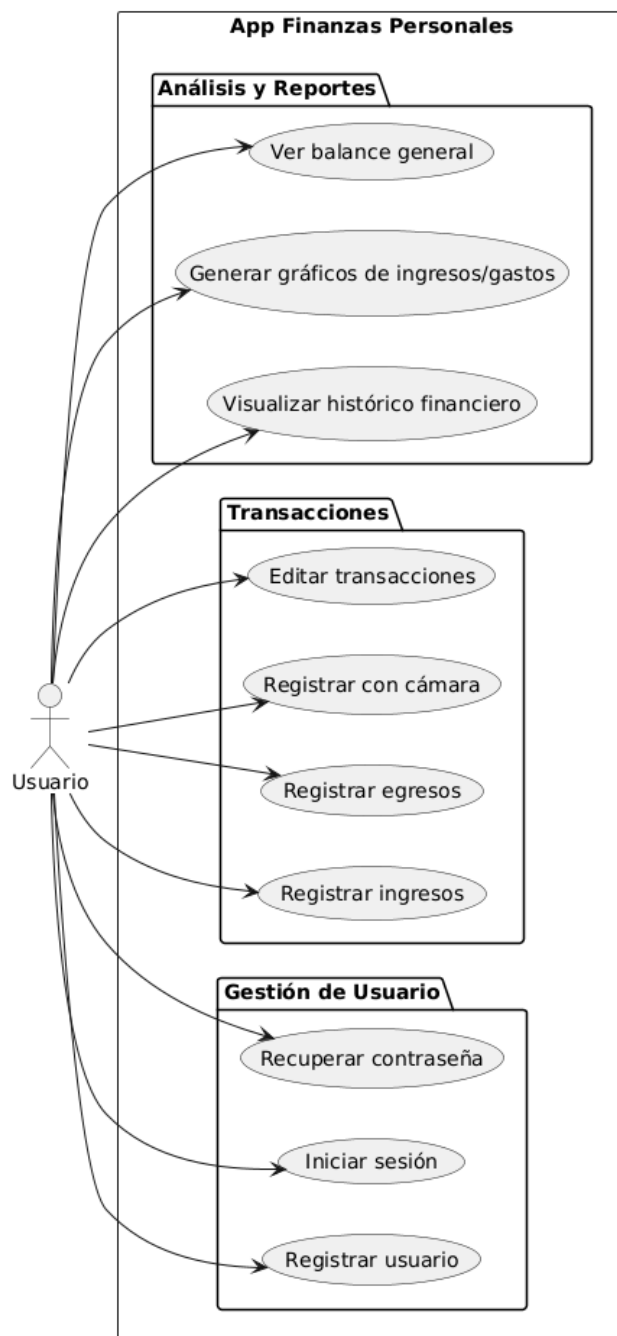 App Finanzas Personales
Análisis y Reportes
Ver balance general
Generar gráficos de ingresos/gastos
Visualizar histórico financiero
Transacciones
Editar transacciones
Registrar con cámara
Registrar egresos
Registrar ingresos
Usuario
Gestión de Usuario
Recuperar contraseña
Iniciar sesión
Registrar usuario